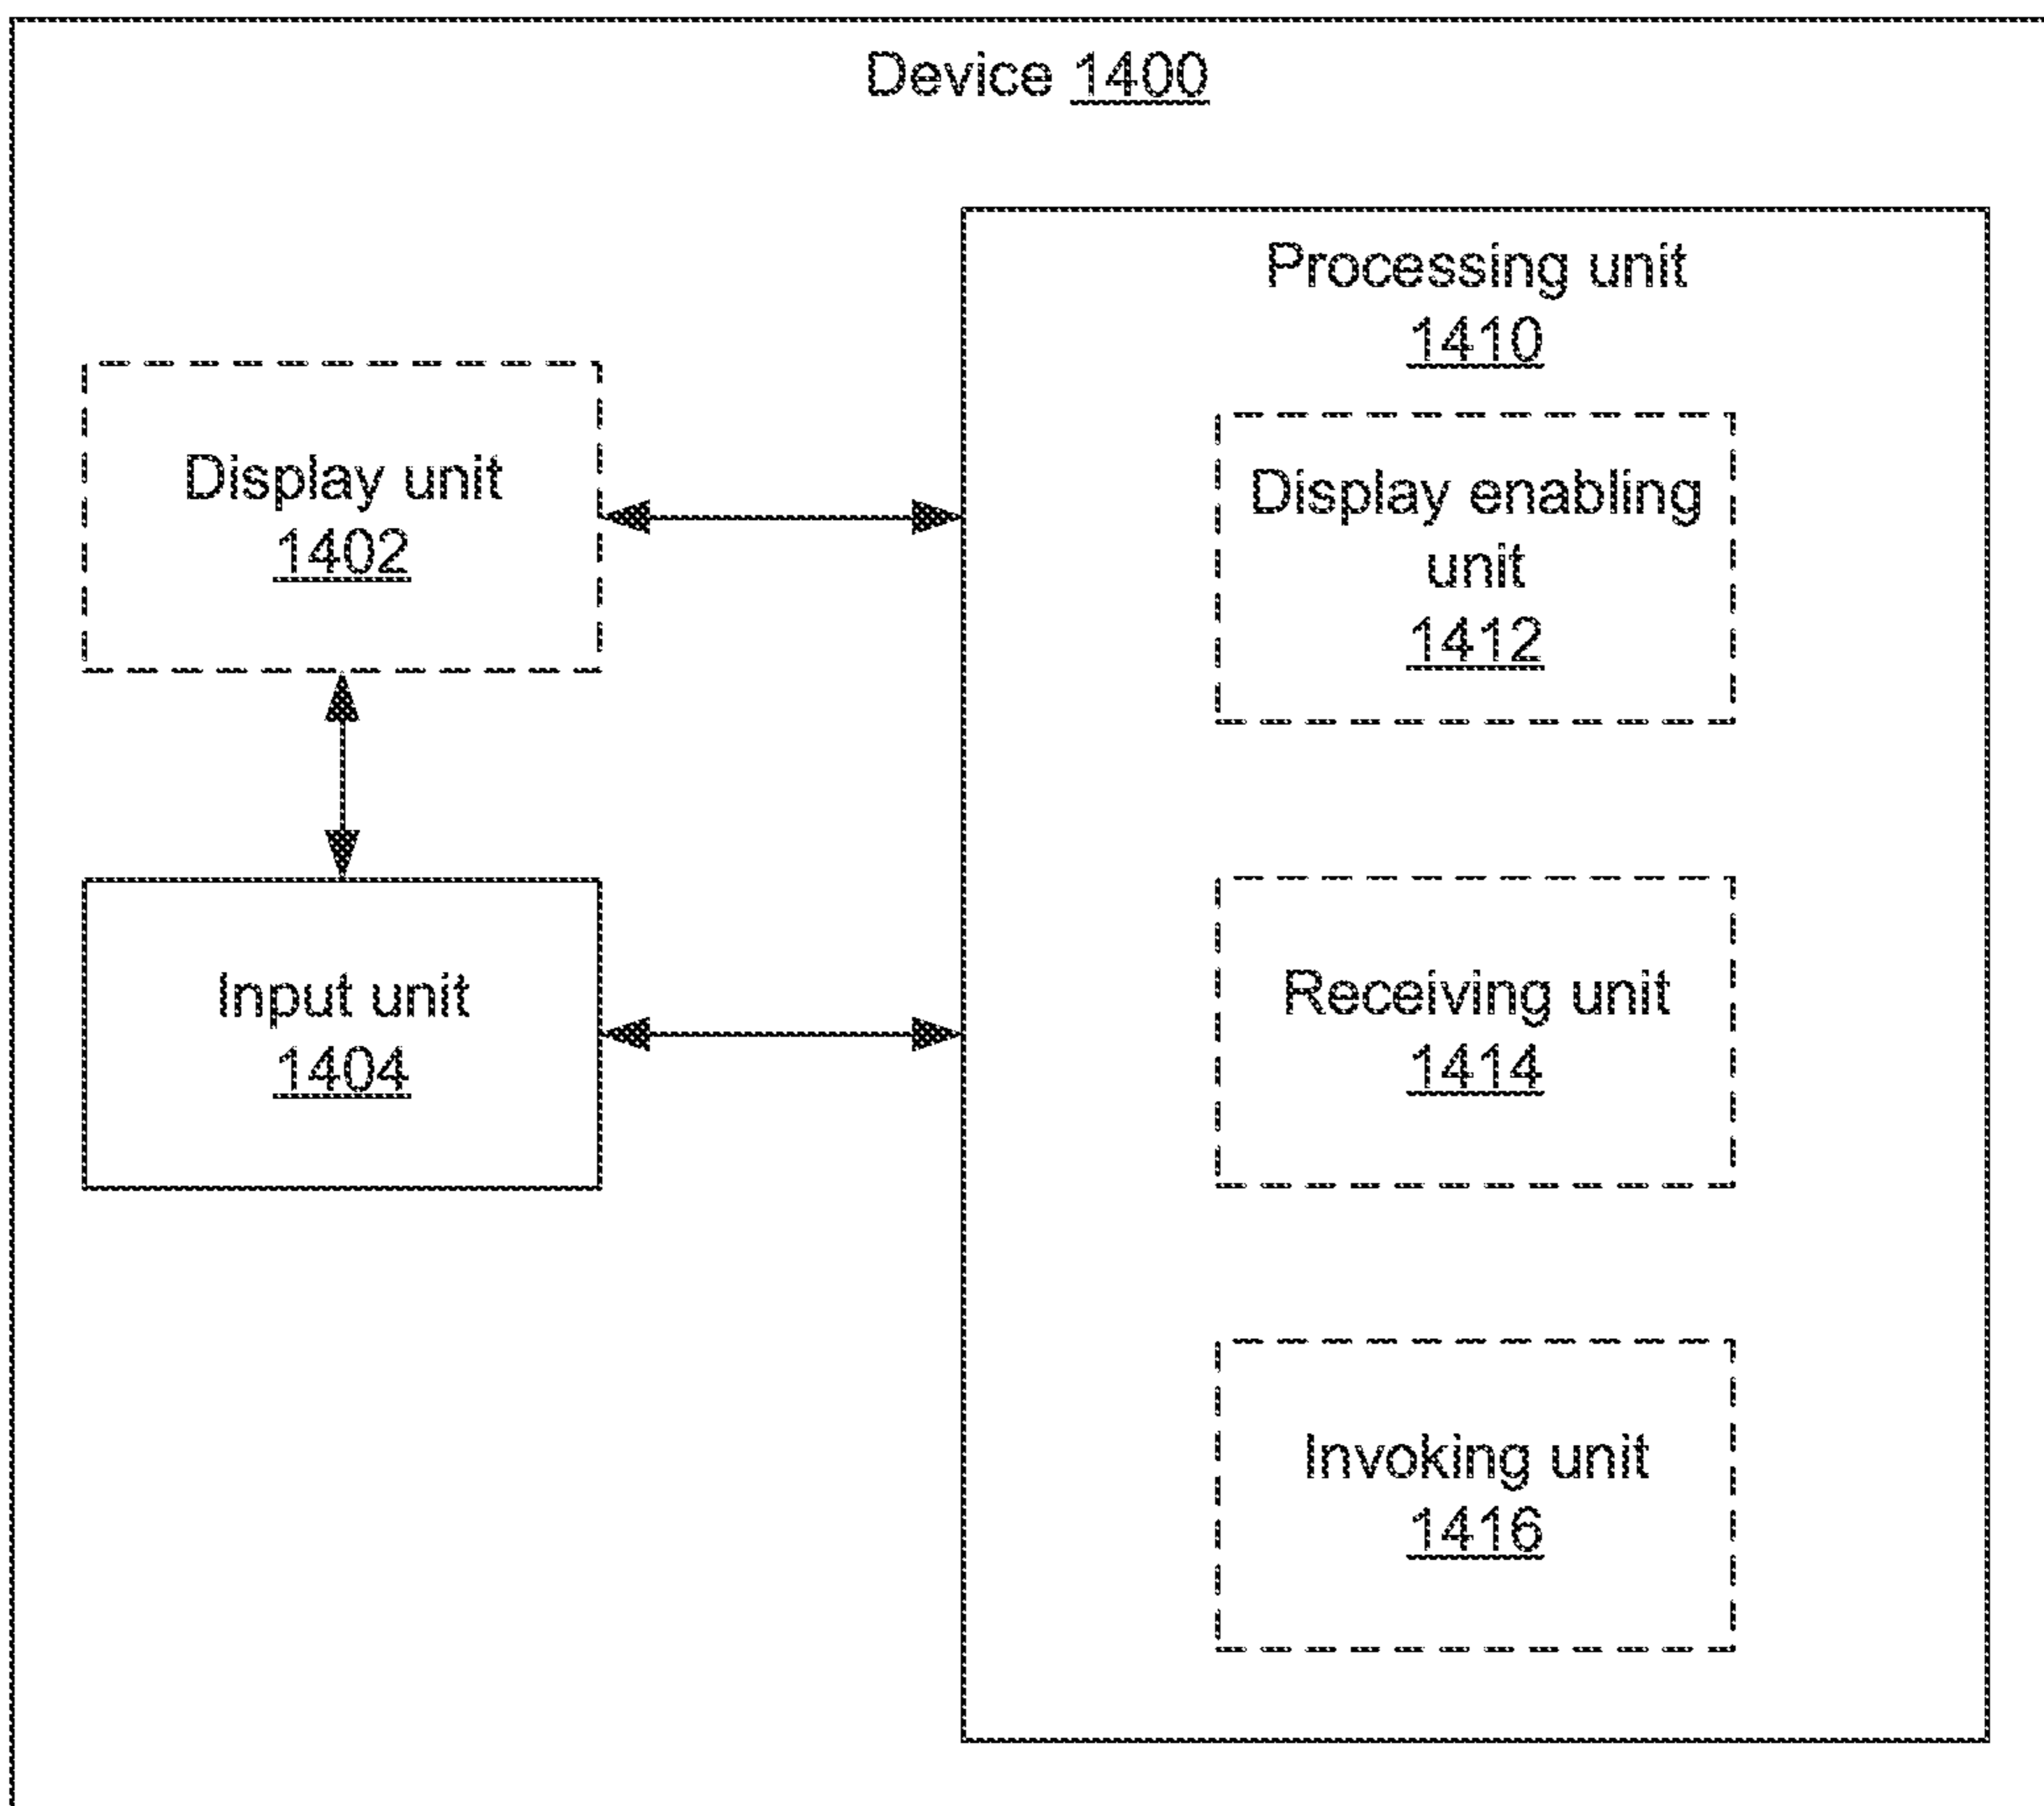 Device 1400
Processing unit
1410
Display unit
1402
Display enabling
unit
1412
Input unit
1404
Receiving unit
1414
Invoking unit
1416